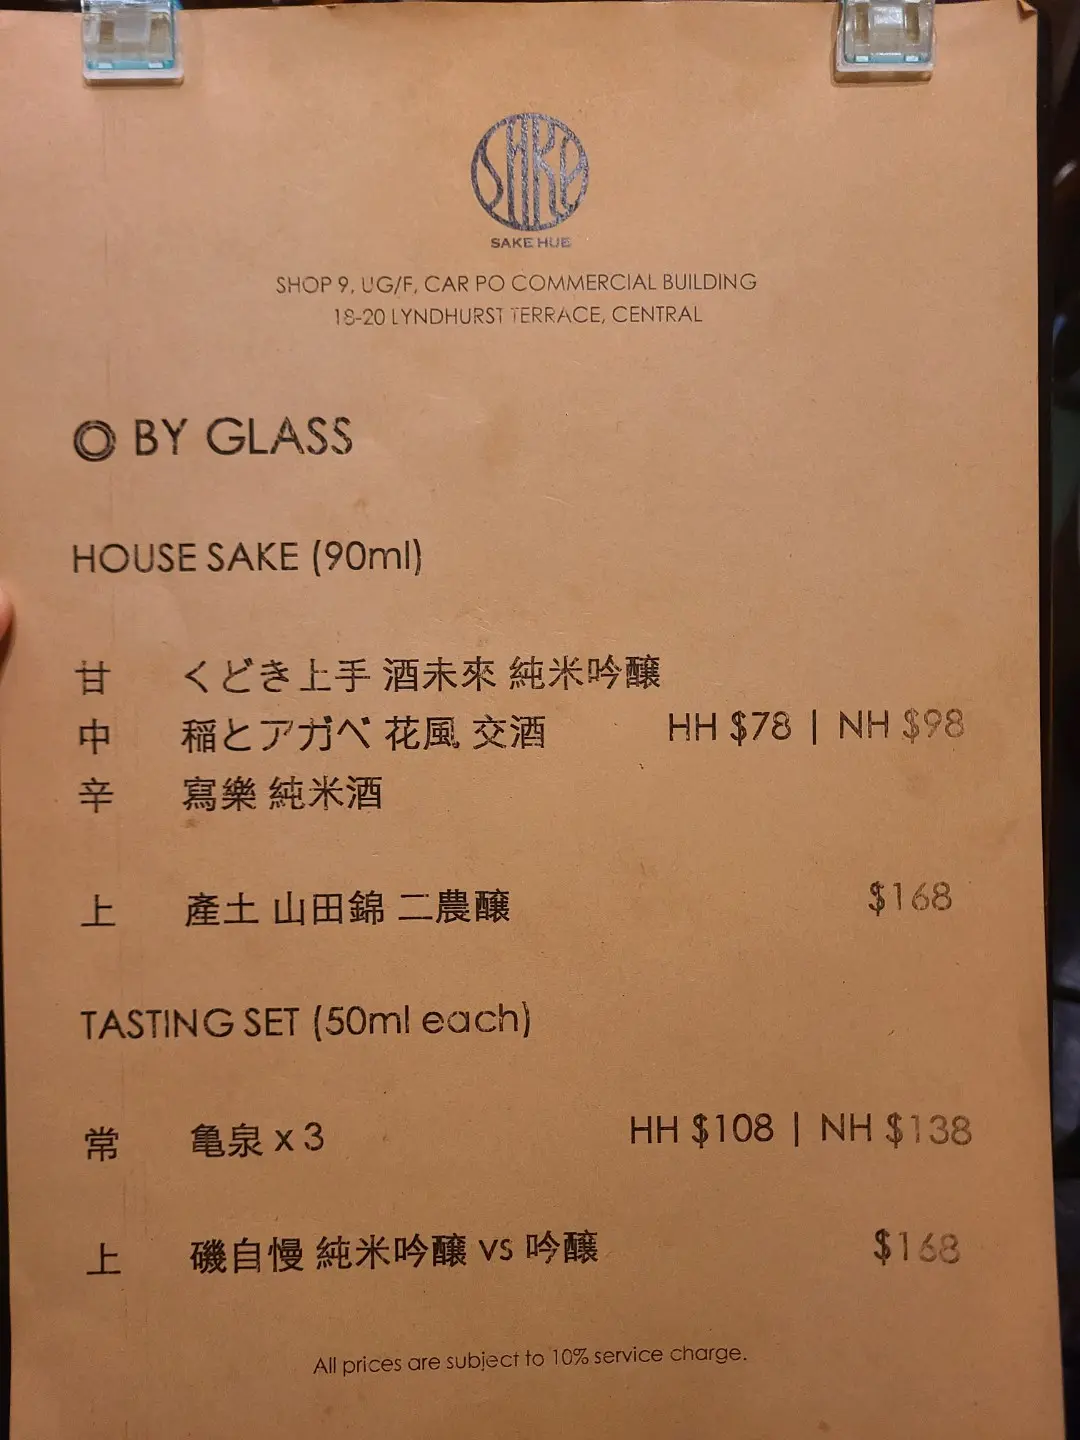 SAKE
SAKE HUE
SHOP 9, UG/F, CAR PO COMMERCIAL BUILDING
18-20 LYNDHURST TERRACE, CENTRAL
BY GLASS
HOUSE SAKE (90ml)
甘 くどき上手 酒未來 純米吟醸
中 稲とアガベ 花風 交酒 HH $78 | NH $98
辛 寫樂 純米酒
上 產土 山田錦 二農醸 $168
TASTING SET (50ml each)
常 亀泉 x 3 HH $108 | NH $138
上 磯自慢 純米吟醸 vs 吟醸 $168
All prices are subject to 10% service charge.